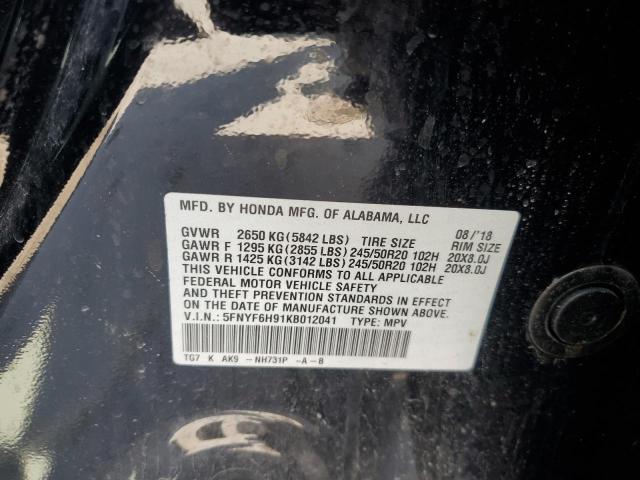 MFD. BY HONDA MFG. OF ALABAMA, LLC 08/'18
GVWR 2650 KG(5842 LBS) TIRE SIZE RIM SIZE
GAWR F 1295 KG(2855 LBS) 245/50R20 102H 20X8.0J
GAWR R 1425 KG(3142 LBS) 245/50R20 102H 20X8.0J
THIS VEHICLE CONFORMS TO ALL APPLICABLE
FEDERAL MOTOR VEHICLE SAFETY
AND THEFT PREVENTION STANDARDS IN EFFECT
ON THE DATE OF MANUFACTURE SHOWN ABOVE.
V.I.N.: 5FNYF6H91KB012041 TYPE: MPV
TG7 K AK9 -NH731P -A-B